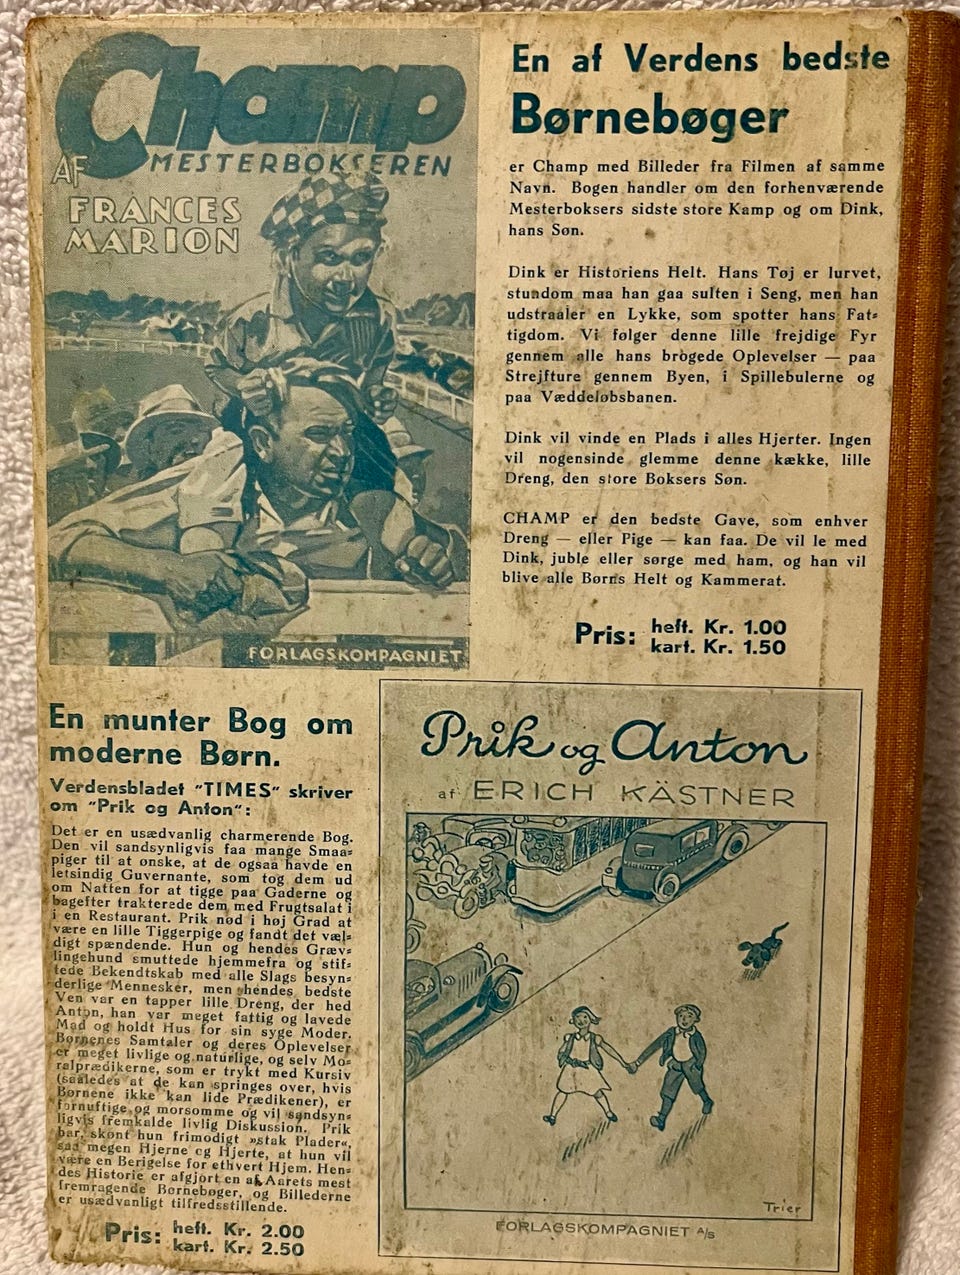 Champ
MESTERBOKSEREN
AF
FRANCES
MARION
FORLAGSKOMPAGNIET
En af Verdens bedste
Børnebøger
er Champ med Billeder fra Filmen af samme
Navn. Bogen handler om den forhenværende
Mesterboksers sidste store Kamp og om Dink,
hans Søn.
Dink er Historiens Helt. Hans Tøj er lurvet,
stundom maa han gaa sulten i Seng, men han
udstraaler en Lykke, som spotter hans Fat-
tigdom. Vi følger denne lille frejdige Fyr
gennem alle hans brogede Oplevelser — paa
Strejfture gennem Byen, i Spillebulerne og
paa Væddeløbsbanen.
Dink vil vinde en Plads i alles Hjerter. Ingen
vil nogensinde glemme denne kække, lille
Dreng, den store Boksers Søn.
CHAMP er den bedste Gave, som enhver
Dreng — eller Pige — kan faa. De vil le med
Dink, juble eller sørge med ham, og han vil
blive alle Børns Helt og Kammerat.
Pris: heft. Kr. 1.00
kart. Kr. 1.50
En munter Bog om
moderne Børn.
Verdensbladet "TIMES" skriver
om "Prik og Anton":
Det er en usædvanlig charmerende Bog.
Den vil sandsynligvis faa mange Smaa-
piger til at ønske, at de ogsaa havde en
letsindig Guvernante, som tog dem ud
om Natten for at tigge paa Gaderne og
bagefter trakterede dem med Frugtsalat i
i en Restaurant. Prik nød i høj Grad at
være en lille Tiggerpige og fandt det væl-
digt spændende. Hun og hendes Græv-
lingehund smuttede hjemmefra og stif-
tede Bekendtskab med alle Slags besyn-
derlige Mennesker, men hendes bedste
Ven var en tapper lille Dreng, der hed
Anton, han var meget fattig og lavede
Mad og holdt Hus for sin syge Moder.
Børnenes Samtaler og deres Oplevelser
er meget livlige og naturlige, og selv Mo-
ralprædikerne, som er trykt med Kursiv
(saaledes at de kan springes over, hvis
Børnene ikke kan lide Prædikener), er
fornuftige og morsomme og vil sandsyn-
ligvis fremkalde livlig Diskussion. Prik
har, skønt hun frimodigt »stak Plader«,
saa megen Hjerne og Hjerte, at hun vil
være en Berigelse for ethvert Hjem. Hen-
des Historie er afgjort en af Aarets mest
fremragende Børnebøger, og Billederne
er usædvanligt tilfredsstillende.
Pris: heft. Kr. 2.00
kart. Kr. 2.50
Prik og Anton
af ERICH KÄSTNER
Trier
FORLAGSKOMPAGNIET A/s